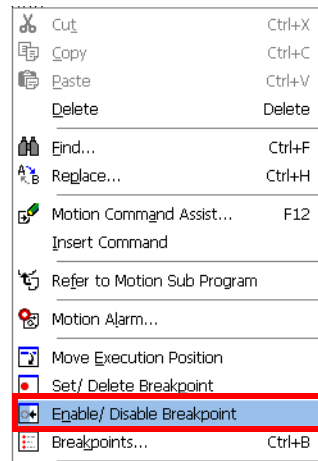 Cut Ctrl+X
Copy Ctrl+C
Paste Ctrl+V
Delete Delete
Find... Ctrl+F
Replace... Ctrl+H
Motion Command Assist... F12
Insert Command
Refer to Motion Sub Program
Motion Alarm...
Move Execution Position
Set/ Delete Breakpoint
Enable/ Disable Breakpoint
Breakpoints... Ctrl+B